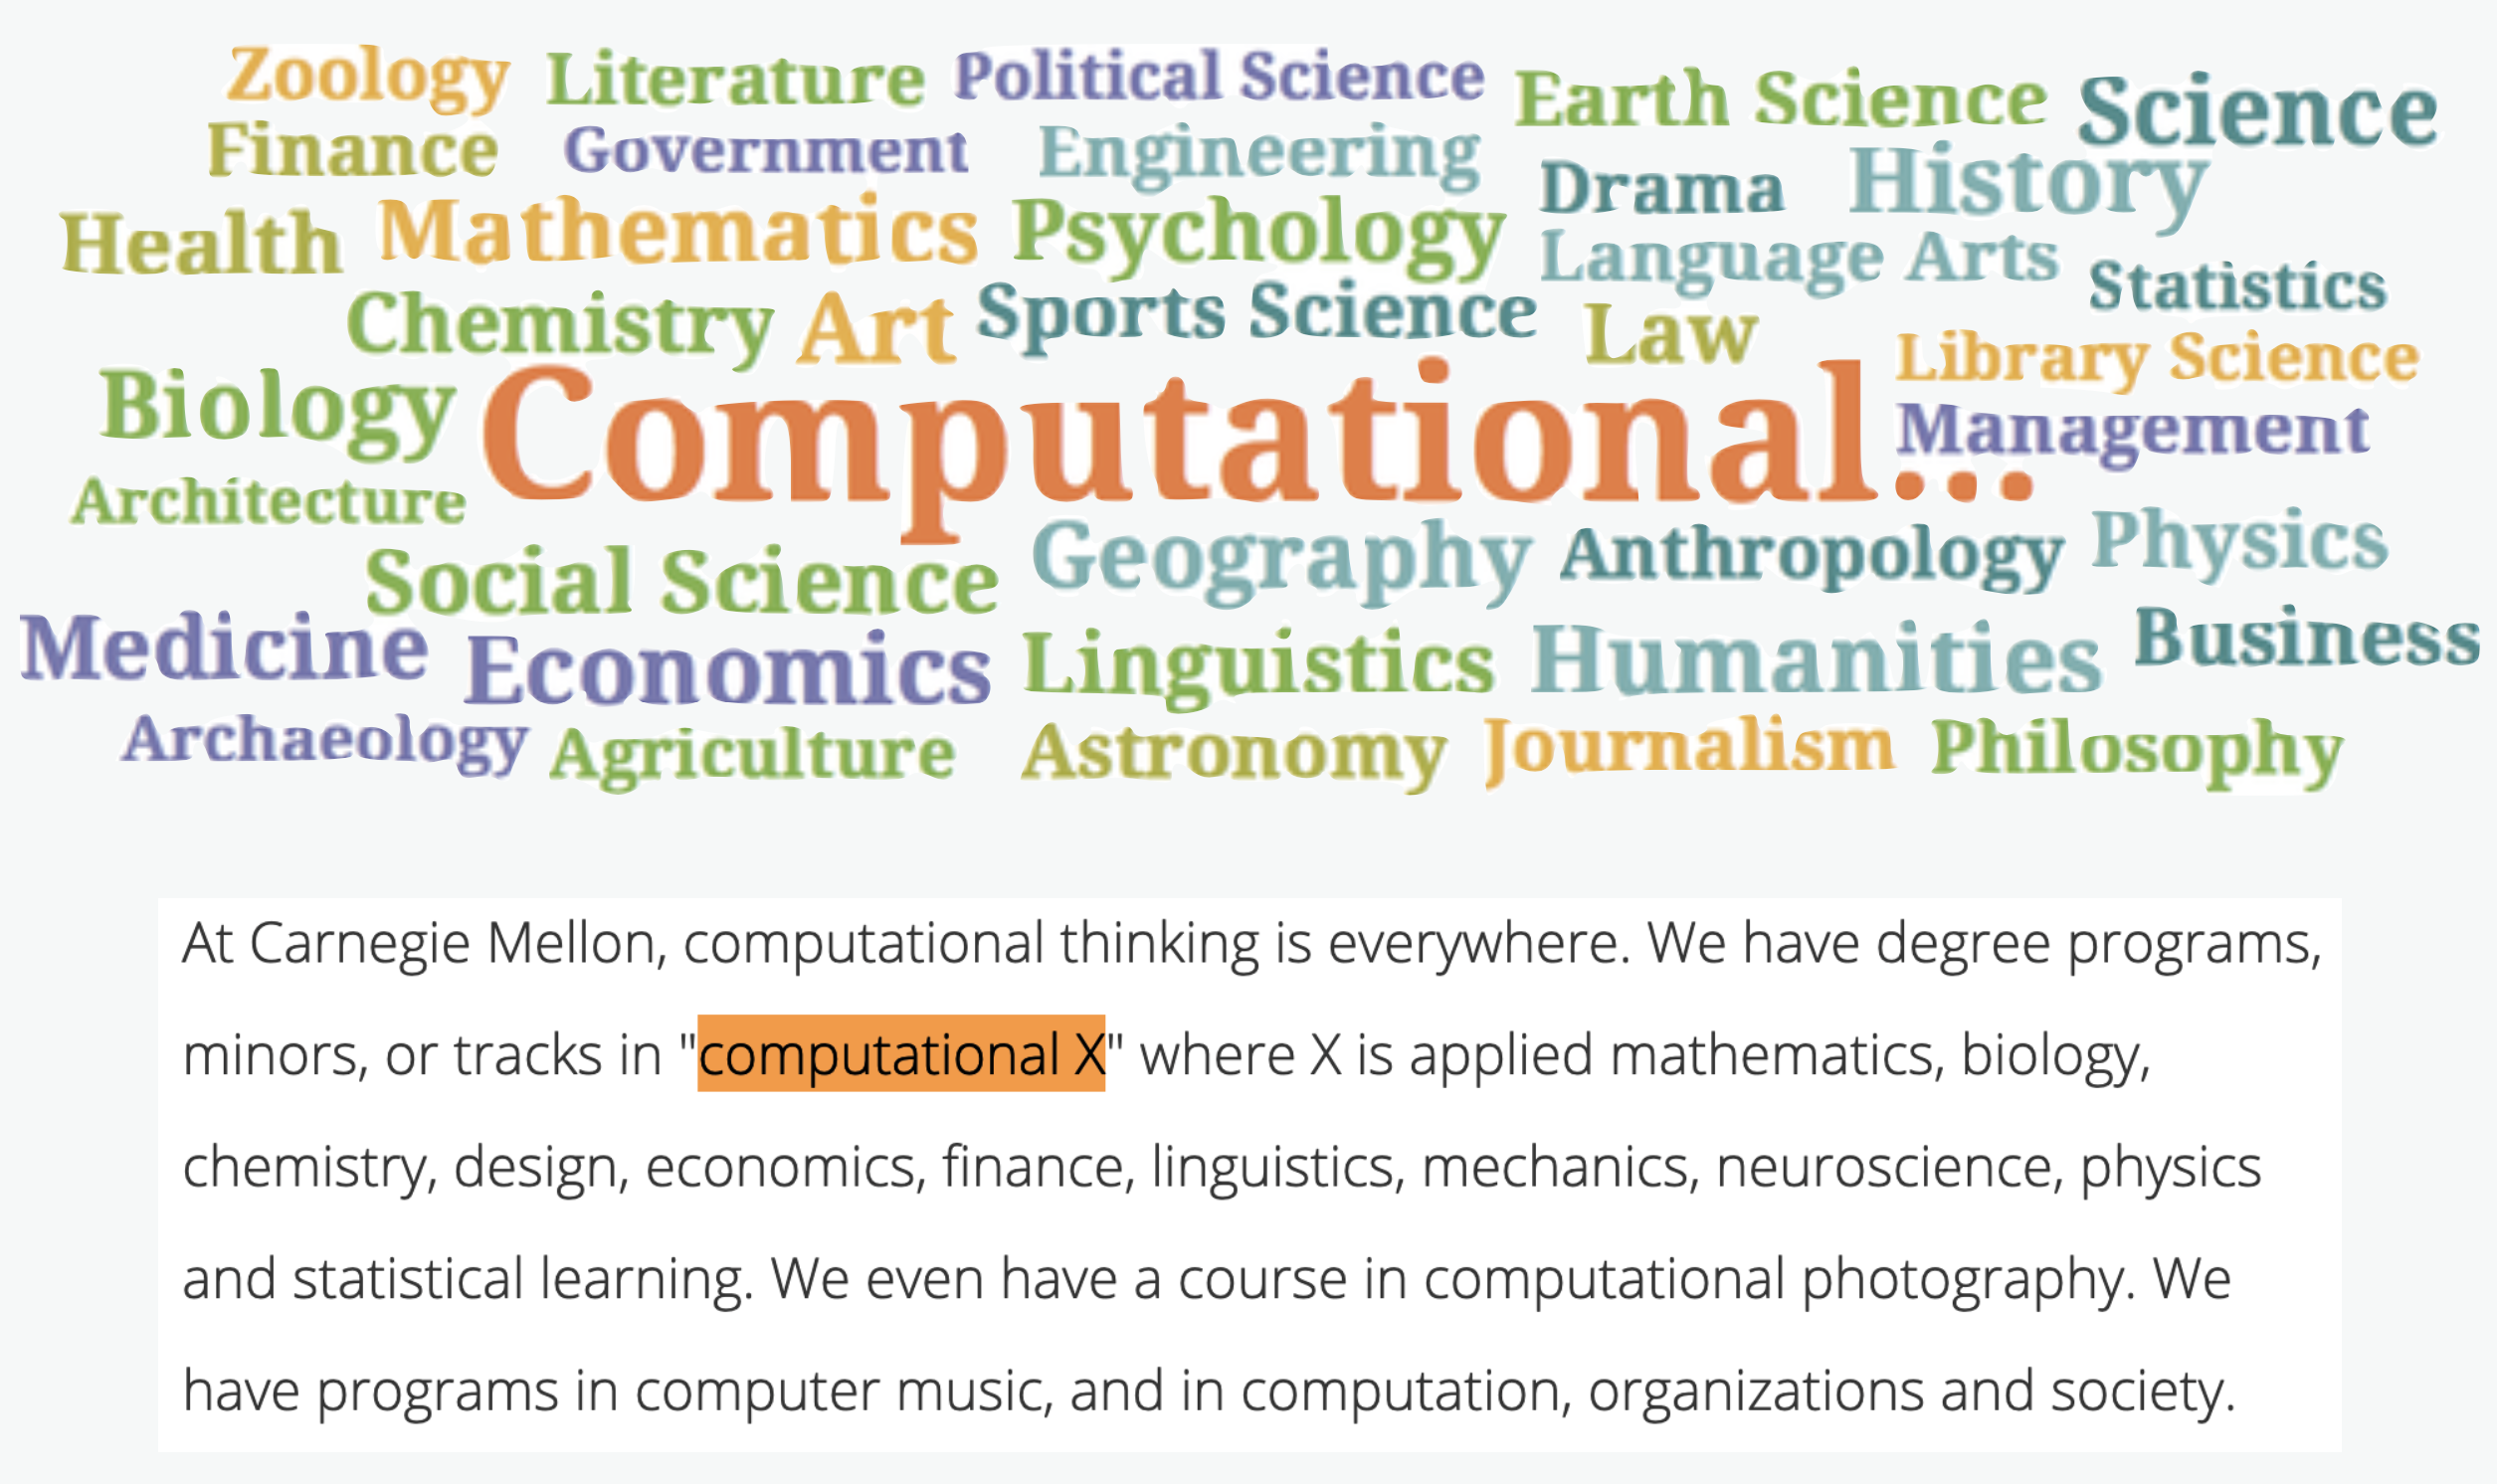 Zoology Literature Political Science Earth Science Science
Finance Government Engineering Drama History
Health Mathematics Psychology Language Arts Statistics
Chemistry Art Sports Science Law Library Science
Biology Computational... Management
Architecture
Social Science Geography Anthropology Physics
Medicine Economics Linguistics Humanities Business
Archaeology Agriculture Astronomy Journalism Philosophy
At Carnegie Mellon, computational thinking is everywhere. We have degree programs,
minors, or tracks in "computational X" where X is applied mathematics, biology,
chemistry, design, economics, finance, linguistics, mechanics, neuroscience, physics
and statistical learning. We even have a course in computational photography. We
have programs in computer music, and in computation, organizations and society.